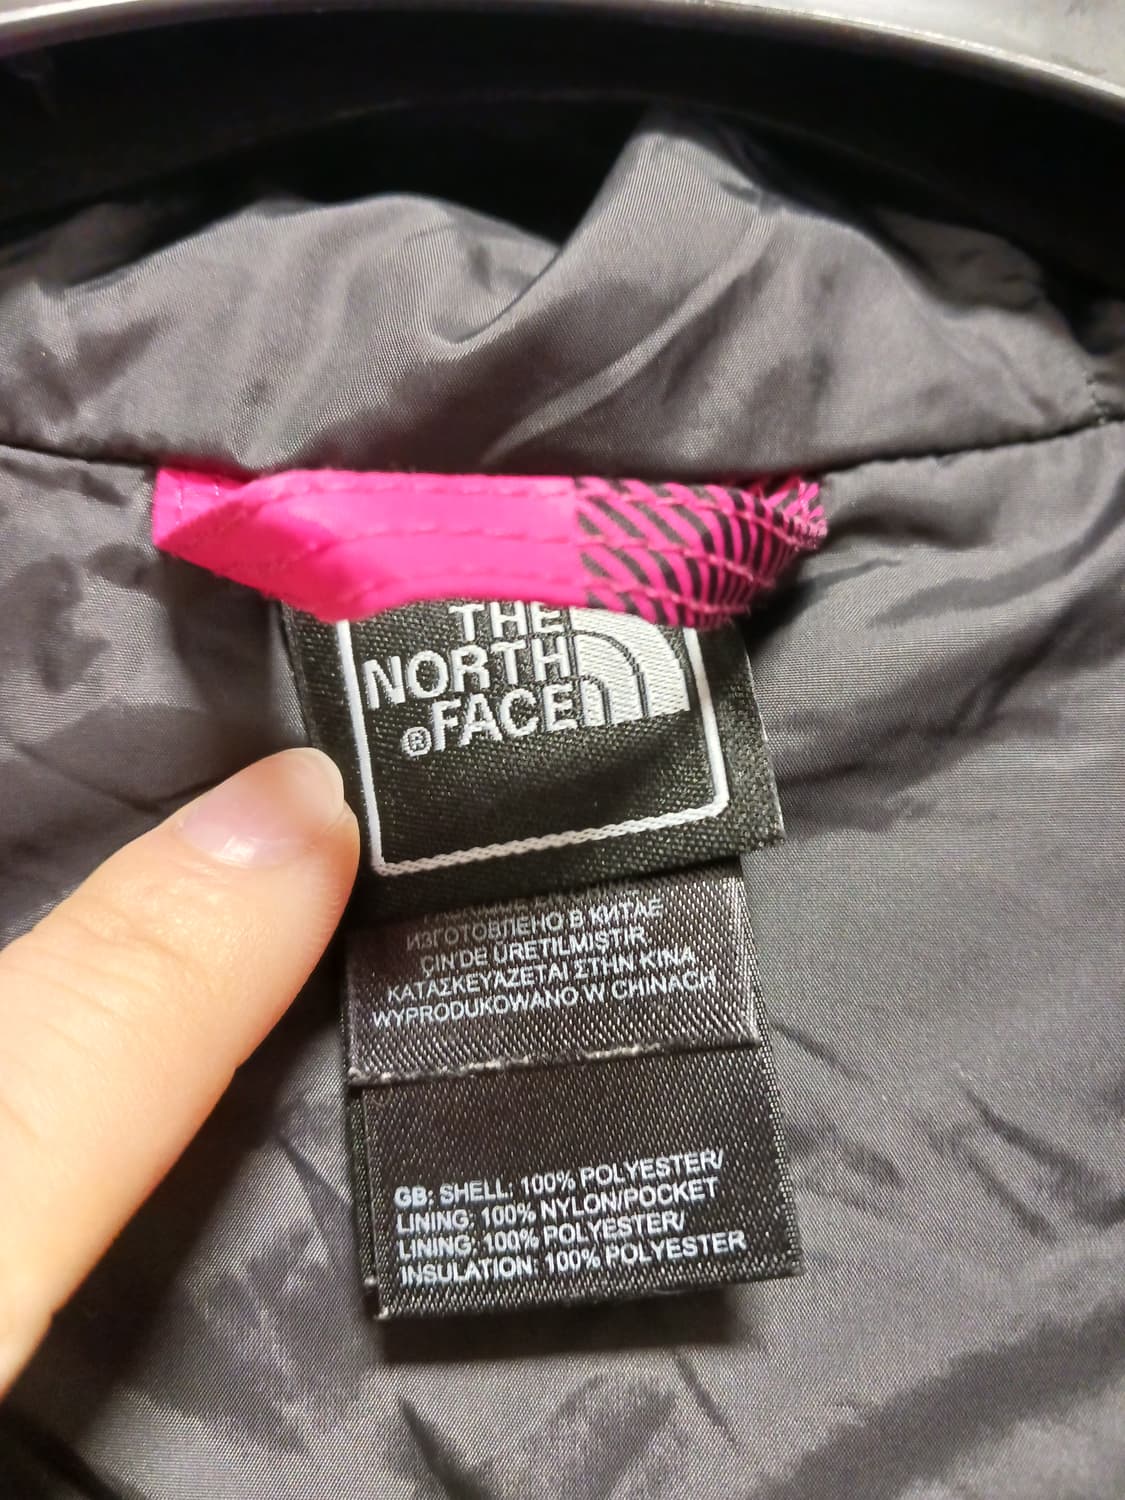 THE
NORTH
FACE
®
ИЗГОТОВЛЕНО В КИТАЕ
ÇIN'DE ÜRETILMIŞTIR
ΚΑΤΑΣΚΕΥΑΖΕΤΑΙ ΣΤΗΝ ΚΙΝΑ
WYPRODUKOWANO W CHINACH
GB: SHELL: 100% POLYESTER/
LINING: 100% NYLON/POCKET
LINING: 100% POLYESTER/
INSULATION: 100% POLYESTER